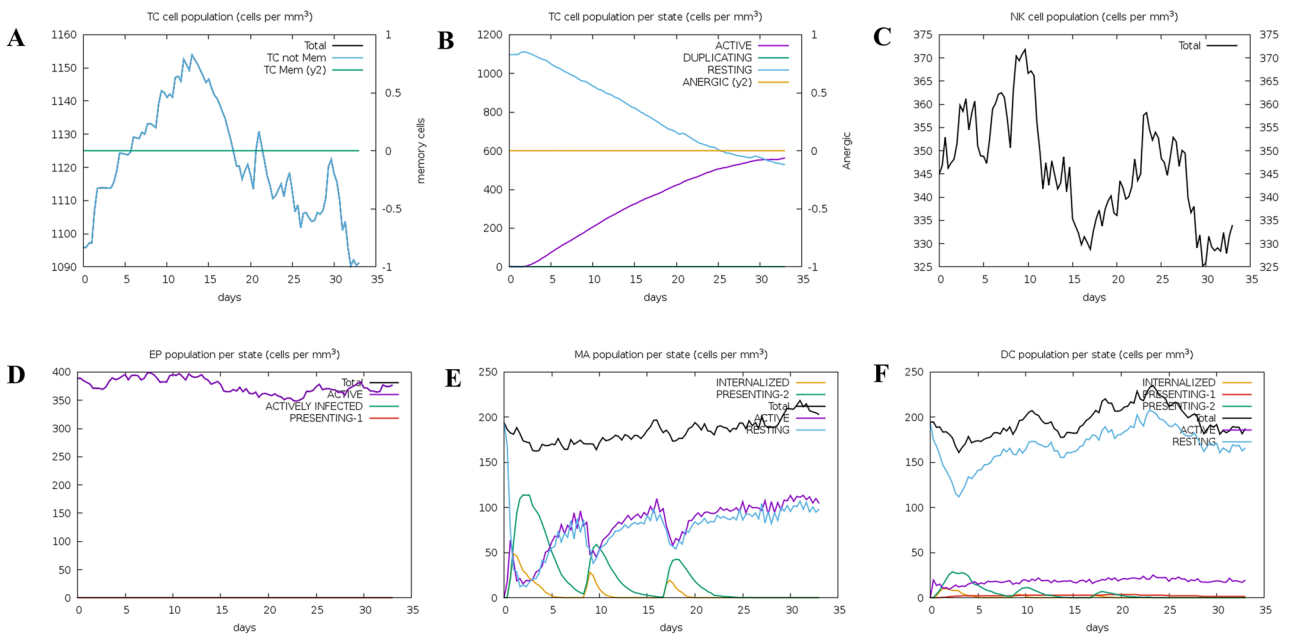 A
TC cell population (cells per mm³)
Total
TC not Mem
TC Mem (y2)
1160
1150
1140
1130
1120
1110
1100
1090
1
0.5
0
-0.5
-1
memory cells
0 5 10 15 20 25 30 35
days
B
TC cell population per state (cells per mm³)
ACTIVE
DUPLICATING
RESTING
ANERGIC (y2)
1200
1000
800
600
400
200
0
1
0.5
0
-0.5
-1
Anergic
0 5 10 15 20 25 30 35
days
C
NK cell population (cells per mm³)
Total
375
370
365
360
355
350
345
340
335
330
325
375
370
365
360
355
350
345
340
335
330
325
0 5 10 15 20 25 30 35
days
D
EP population per state (cells per mm³)
Total
ACTIVE
ACTIVELY INFECTED
PRESENTING-1
400
350
300
250
200
150
100
50
0
0 5 10 15 20 25 30 35
days
E
MA population per state (cells per mm³)
INTERNALIZED
PRESENTING-2
Total
ACTIVE
RESTING
250
200
150
100
50
0
0 5 10 15 20 25 30 35
days
F
DC population per state (cells per mm³)
INTERNALIZED
PRESENTING-1
PRESENTING-2
Total
ACTIVE
RESTING
250
200
150
100
50
0
0 5 10 15 20 25 30 35
days